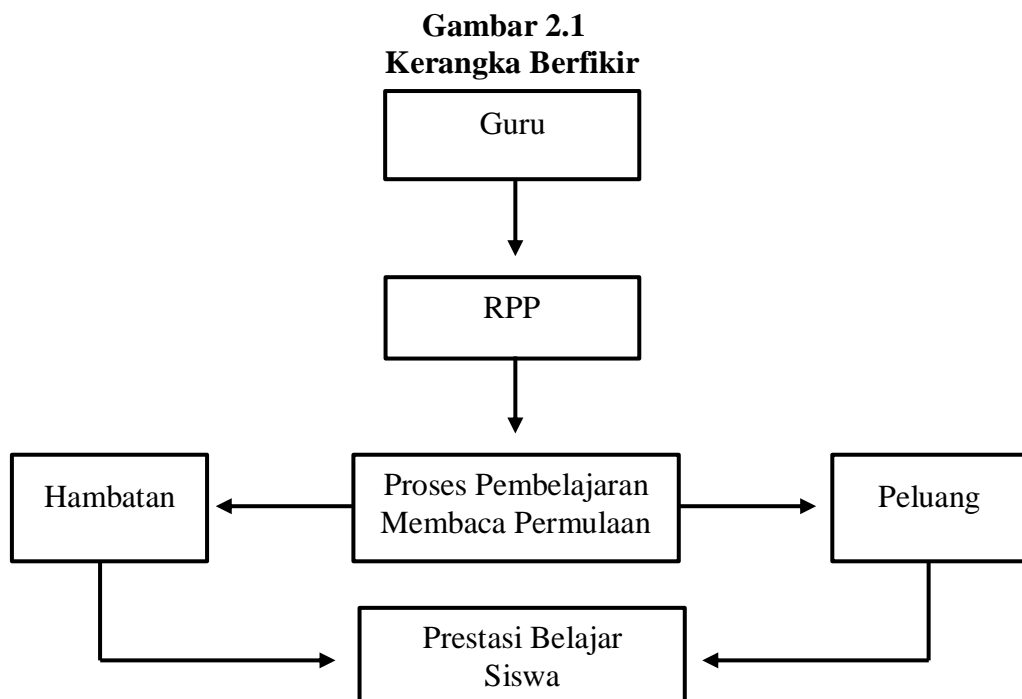 Gambar 2.1
Kerangka Berfikir
Guru
RPP
Hambatan
Proses Pembelajaran
Membaca Permulaan
Peluang
Prestasi Belajar
Siswa